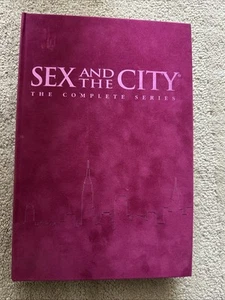 SEX AND THE CITY
THE COMPLETE SERIES